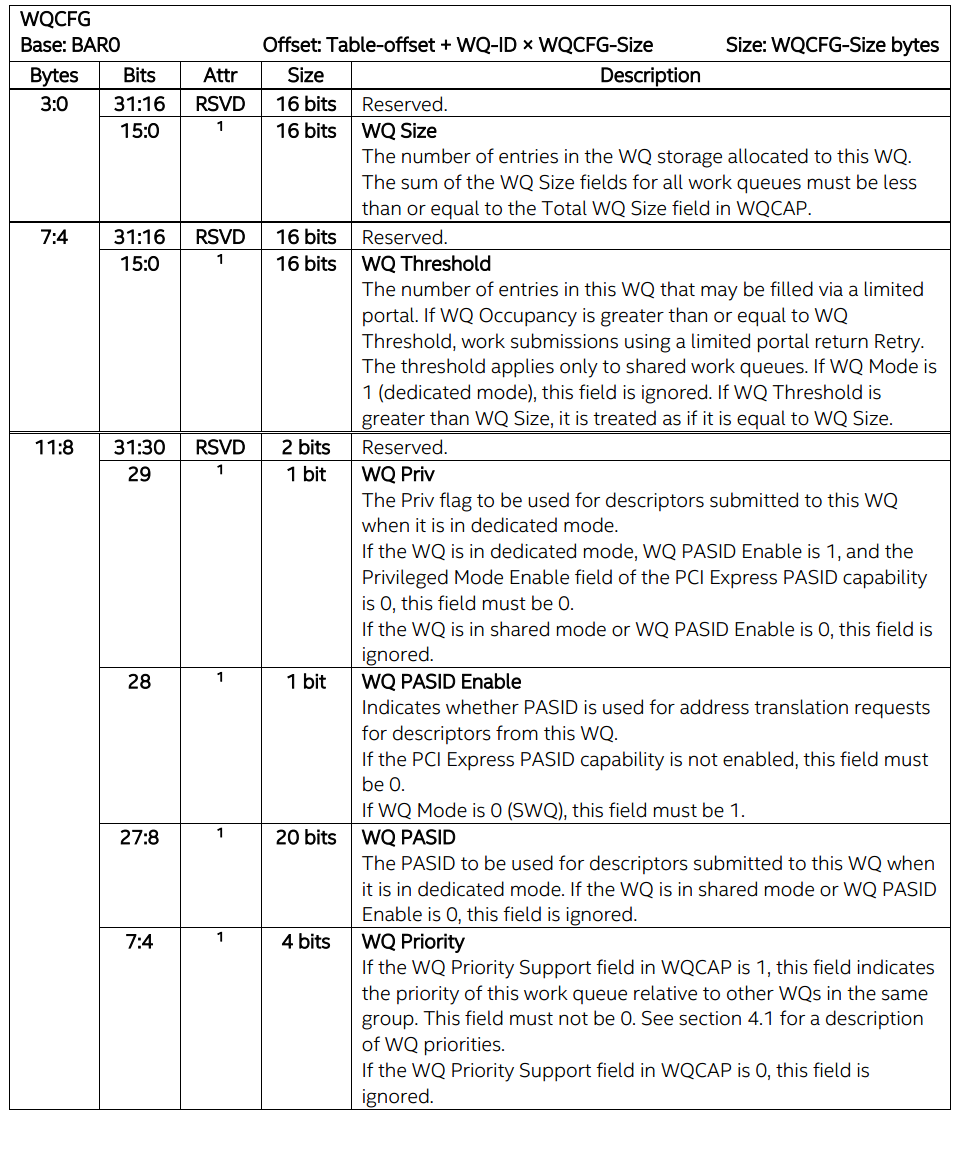 WQCFG
Base: BAR0 Offset: Table-offset + WQ-ID × WQCFG-Size Size: WQCFG-Size bytes
Bytes Bits Attr Size Description
3:0 31:16 RSVD 16 bits Reserved.
15:0 1 16 bits WQ Size
The number of entries in the WQ storage allocated to this WQ.
The sum of the WQ Size fields for all work queues must be less
than or equal to the Total WQ Size field in WQCAP.
7:4 31:16 RSVD 16 bits Reserved.
15:0 1 16 bits WQ Threshold
The number of entries in this WQ that may be filled via a limited
portal. If WQ Occupancy is greater than or equal to WQ
Threshold, work submissions using a limited portal return Retry.
The threshold applies only to shared work queues. If WQ Mode is
1 (dedicated mode), this field is ignored. If WQ Threshold is
greater than WQ Size, it is treated as if it is equal to WQ Size.
11:8 31:30 RSVD 2 bits Reserved.
29 1 1 bit WQ Priv
The Priv flag to be used for descriptors submitted to this WQ
when it is in dedicated mode.
If the WQ is in dedicated mode, WQ PASID Enable is 1, and the
Privileged Mode Enable field of the PCI Express PASID capability
is 0, this field must be 0.
If the WQ is in shared mode or WQ PASID Enable is 0, this field is
ignored.
28 1 1 bit WQ PASID Enable
Indicates whether PASID is used for address translation requests
for descriptors from this WQ.
If the PCI Express PASID capability is not enabled, this field must
be 0.
If WQ Mode is 0 (SWQ), this field must be 1.
27:8 1 20 bits WQ PASID
The PASID to be used for descriptors submitted to this WQ when
it is in dedicated mode. If the WQ is in shared mode or WQ PASID
Enable is 0, this field is ignored.
7:4 1 4 bits WQ Priority
If the WQ Priority Support field in WQCAP is 1, this field indicates
the priority of this work queue relative to other WQs in the same
group. This field must not be 0. See section 4.1 for a description
of WQ priorities.
If the WQ Priority Support field in WQCAP is 0, this field is
ignored.